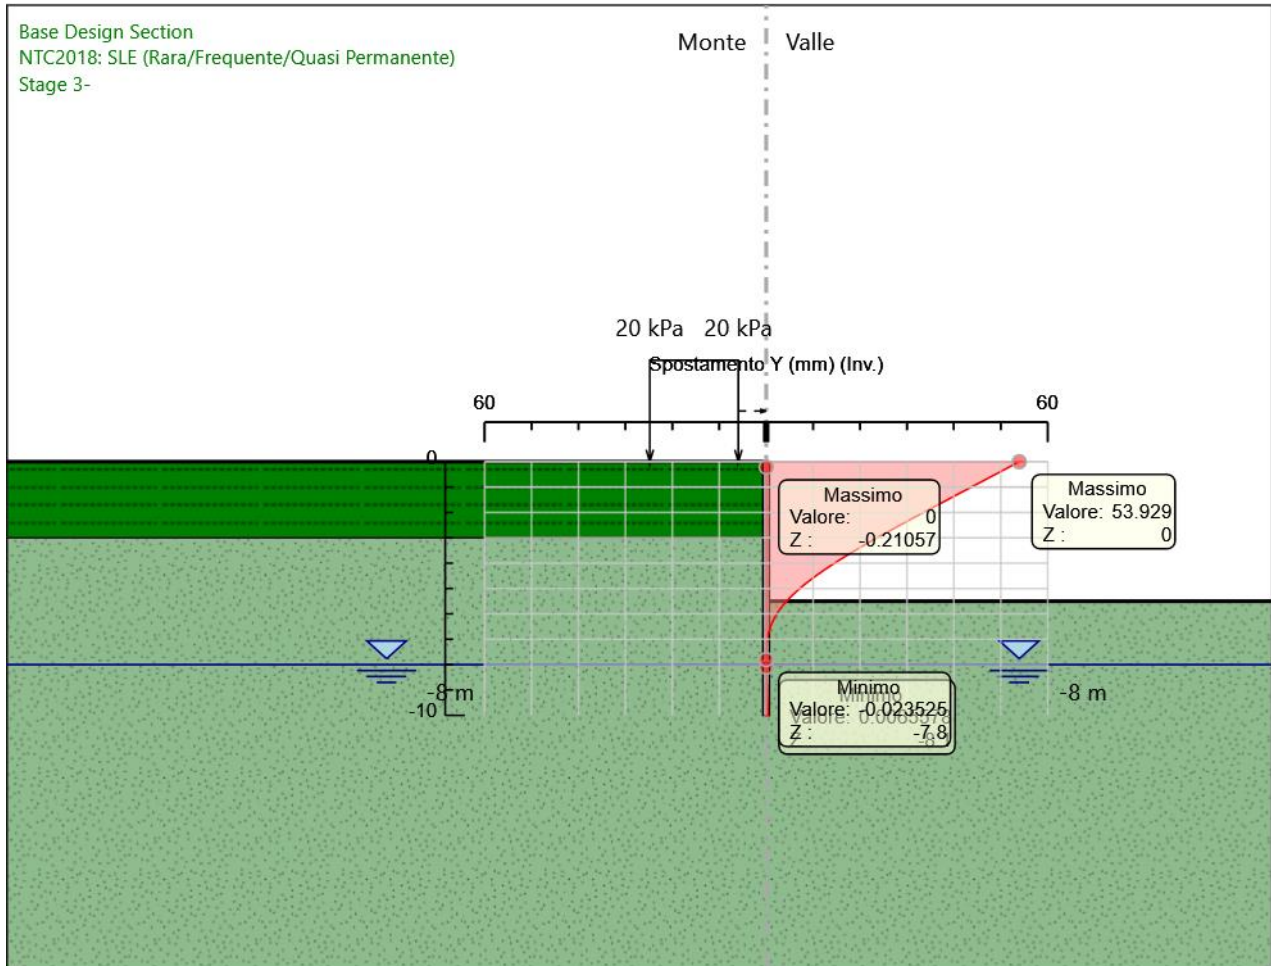 Base Design Section
NTC2018: SLE (Rara/Frequente/Quasi Permanente)
Stage 3-
Monte
Valle
20 kPa
20 kPa
Spostamento Y (mm) (Inv.)
60
60
0
Massimo
Valore: 0
Z : -0.21057
Massimo
Valore: 53.929
Z : 0
-8 m
-8 m
-10
Minimo
Valore: -0.023525
Z : -7.8